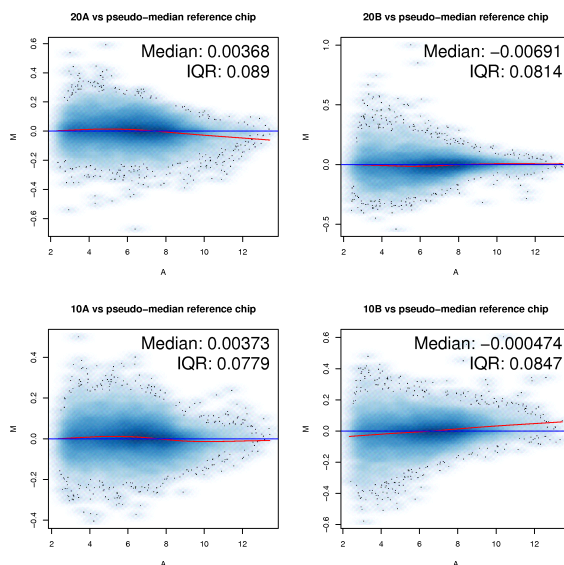 20A vs pseudo−median reference chip
Median: 0.00368
IQR: 0.089
M
0.6
0.4
0.2
0.0
−0.2
−0.4
−0.6
2 4 6 8 10 12
A
20B vs pseudo−median reference chip
Median: −0.00691
IQR: 0.0814
M
1.0
0.5
0.0
−0.5
2 4 6 8 10 12
A
10A vs pseudo−median reference chip
Median: 0.00373
IQR: 0.0779
M
0.4
0.2
0.0
−0.2
−0.4
2 4 6 8 10 12
A
10B vs pseudo−median reference chip
Median: −0.000474
IQR: 0.0847
M
0.6
0.4
0.2
0.0
−0.2
−0.4
−0.6
2 4 6 8 10 12
A